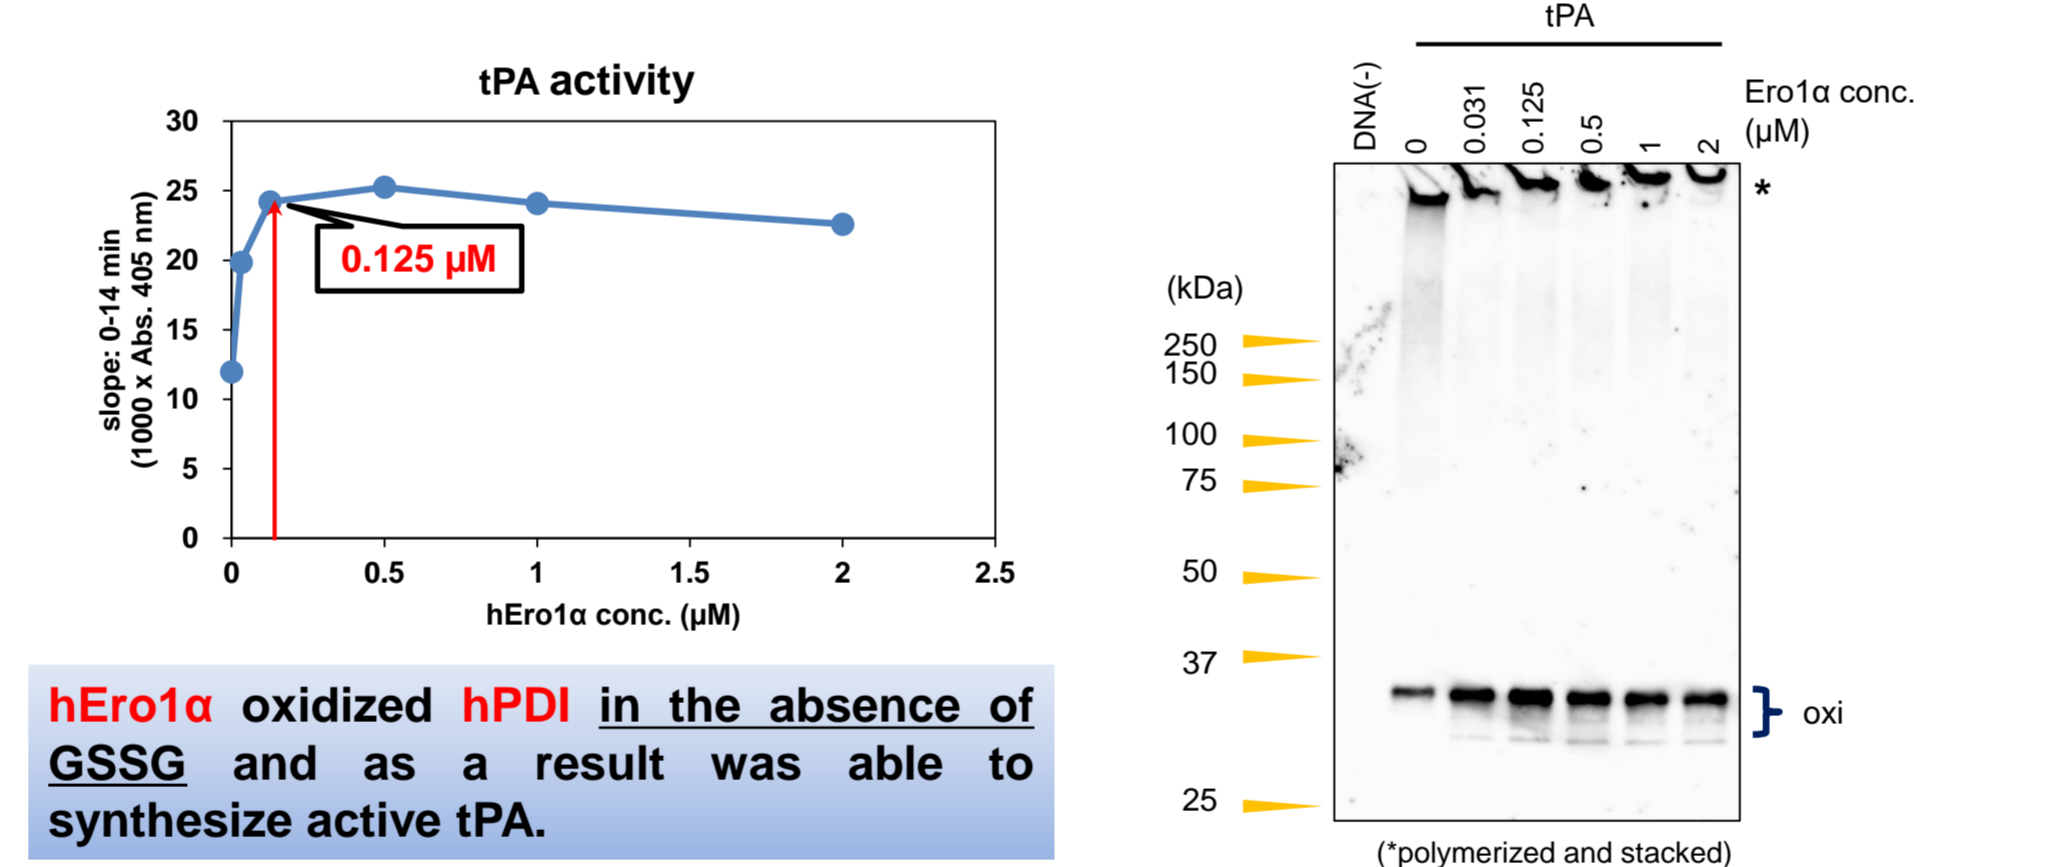 tPA activity
30
25
20
15
10
5
0
slope: 0-14 min
(1000 x Abs. 405 nm)
0.125 µM
0 0.5 1 1.5 2 2.5
hEro1α conc. (µM)
hEro1α oxidized hPDI in the absence of
GSSG and as a result was able to
synthesize active tPA.
tPA
DNA(-) 0 0.031 0.125 0.5 1 2
Ero1α conc.
(µM)
*
(kDa)
250
150
100
75
50
37
25
oxi
(*polymerized and stacked)